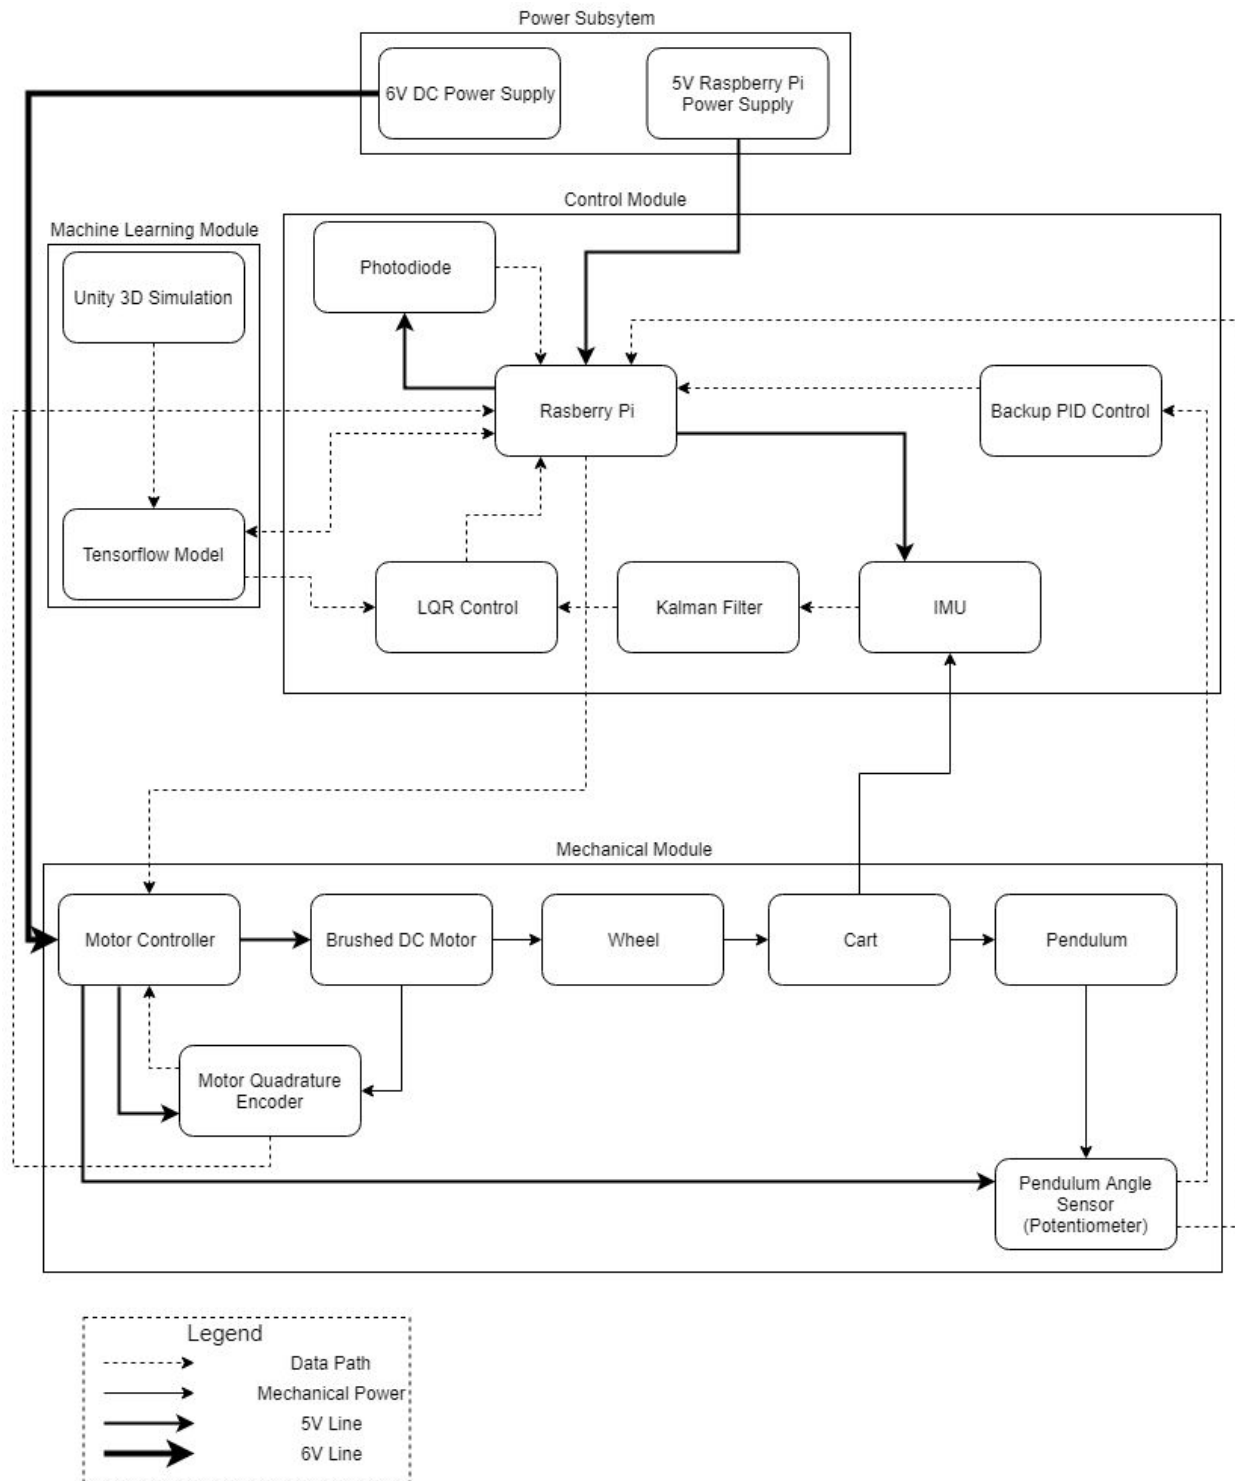 Power Subsytem
6V DC Power Supply
5V Raspberry Pi
Power Supply
Control Module
Machine Learning Module
Photodiode
Unity 3D Simulation
Rasberry Pi
Backup PID Control
Tensorflow Model
LQR Control
Kalman Filter
IMU
Mechanical Module
Motor Controller
Brushed DC Motor
Wheel
Cart
Pendulum
Motor Quadrature
Encoder
Pendulum Angle
Sensor
(Potentiometer)
Legend
Data Path
Mechanical Power
5V Line
6V Line